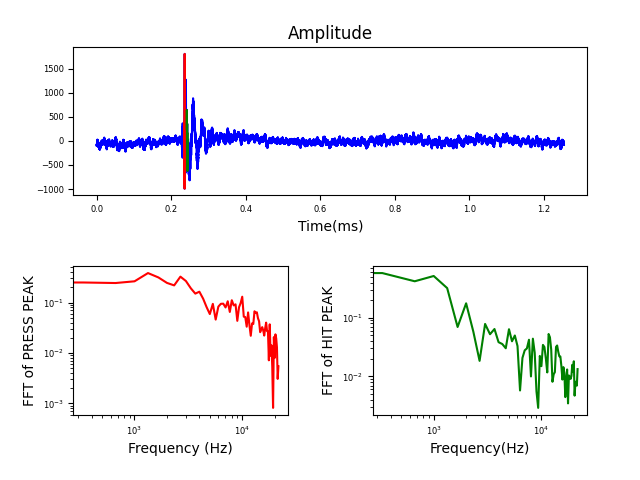 Amplitude
1500
1000
500
0
−500
−1000
0.0 0.2 0.4 0.6 0.8 1.0 1.2
Time(ms)
FFT of PRESS PEAK
10⁻¹
10⁻²
10⁻³
10³ 10⁴
Frequency (Hz)
FFT of HIT PEAK
10⁻¹
10⁻²
10³ 10⁴
Frequency(Hz)